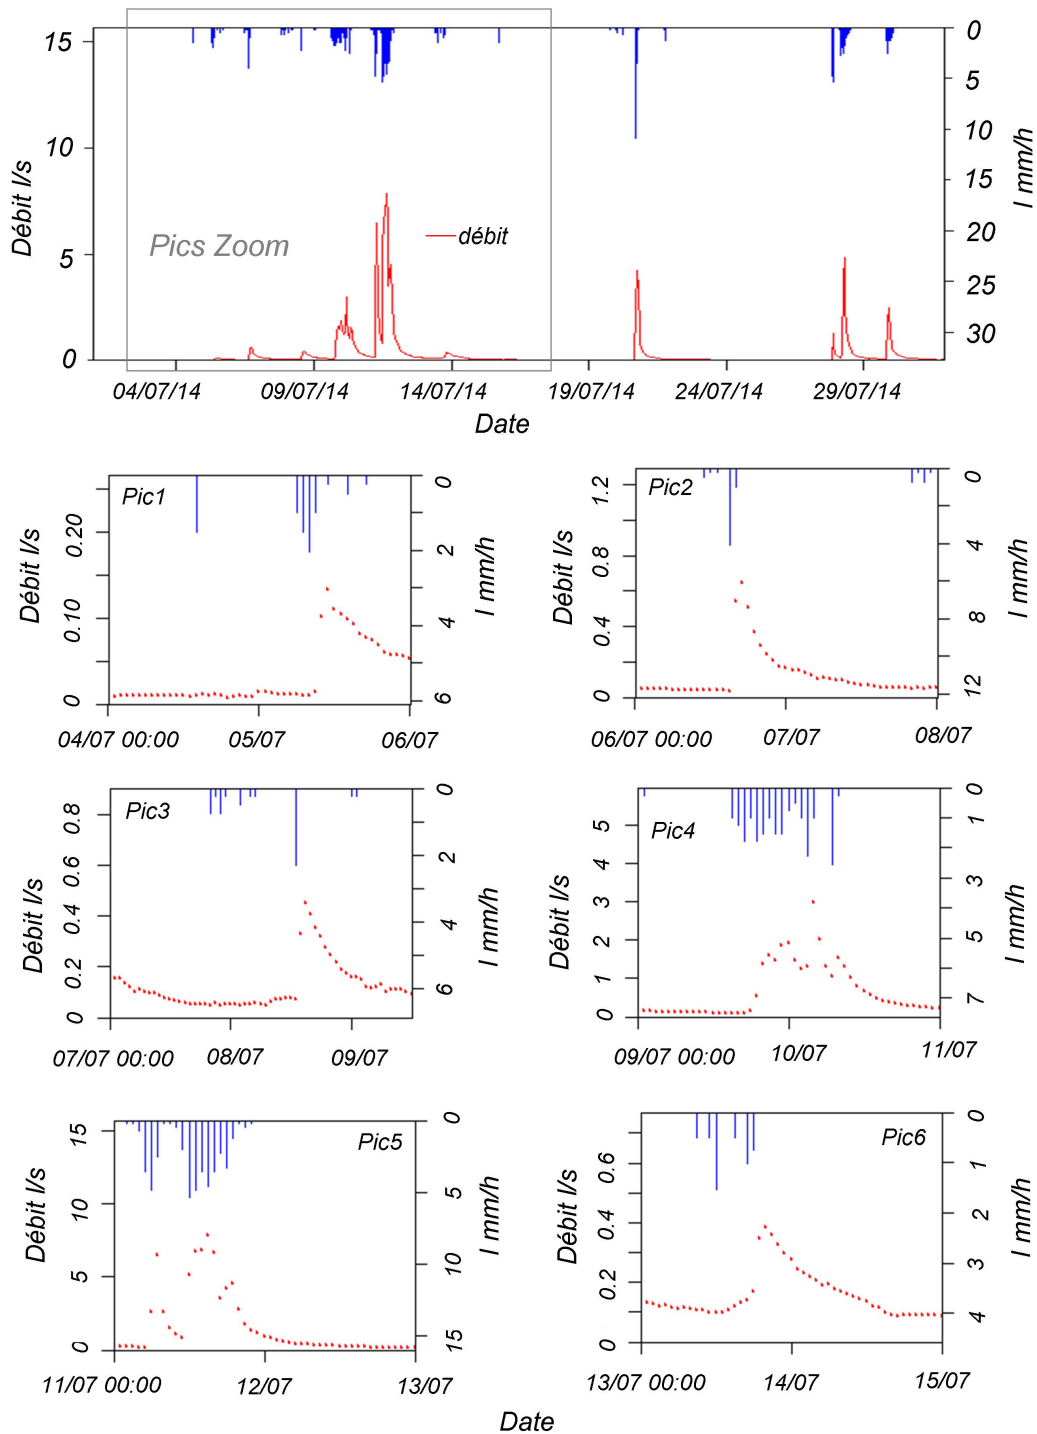 15
10
5
0
Débit l/s
0
5
10
15
20
25
30
I mm/h
Pics Zoom
débit
04/07/14 09/07/14 14/07/14 19/07/14 24/07/14 29/07/14
Date
Pic1
0.20
0.10
0
Débit l/s
0
2
4
6
I mm/h
04/07 00:00 05/07 06/07
Pic2
1.2
0.8
0.4
0
Débit l/s
0
4
8
12
I mm/h
06/07 00:00 07/07 08/07
Pic3
0.8
0.6
0.4
0.2
0
Débit l/s
0
2
4
6
I mm/h
07/07 00:00 08/07 09/07
Pic4
5
4
3
2
1
0
Débit l/s
0
1
3
5
7
I mm/h
09/07 00:00 10/07 11/07
Pic5
15
10
5
0
Débit l/s
0
5
10
15
I mm/h
11/07 00:00 12/07 13/07
Pic6
0.6
0.4
0.2
0
Débit l/s
0
1
2
3
4
I mm/h
13/07 00:00 14/07 15/07
Date